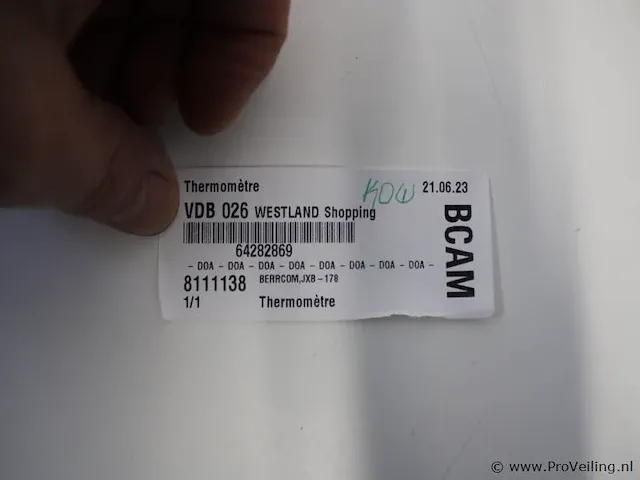 Thermomètre KOW 21.06.23
VDB 026 WESTLAND Shopping
64282869
- DOA - DOA - DOA - DOA - DOA - DOA - DOA - DOA -
8111138 BERRCOM,JXB-178
1/1 Thermomètre
BCAM
© www.ProVeiling.nl